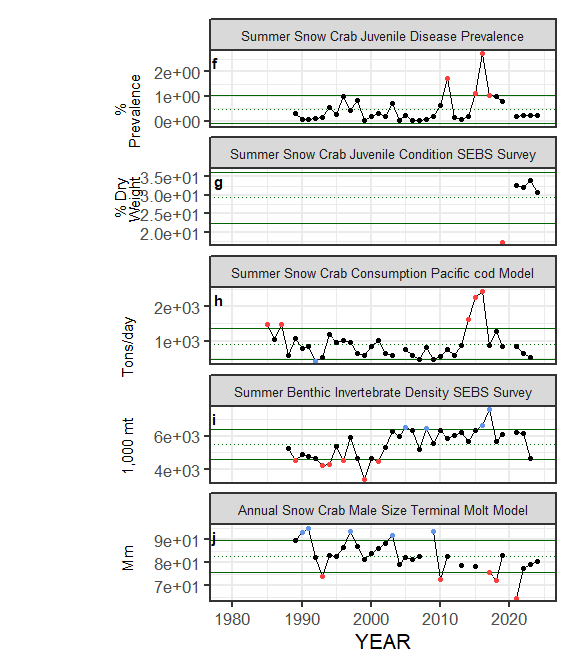 Summer Snow Crab Juvenile Disease Prevalence
f
2e+00
1e+00
0e+00
%
Prevalence
Summer Snow Crab Juvenile Condition SEBS Survey
g
3.5e+01
3.0e+01
2.5e+01
2.0e+01
% Dry
Weight
Summer Snow Crab Consumption Pacific cod Model
h
2e+03
1e+03
Tons/day
Summer Benthic Invertebrate Density SEBS Survey
i
6e+03
4e+03
1,000 mt
Annual Snow Crab Male Size Terminal Molt Model
j
9e+01
8e+01
7e+01
Mm
1980 1990 2000 2010 2020
YEAR